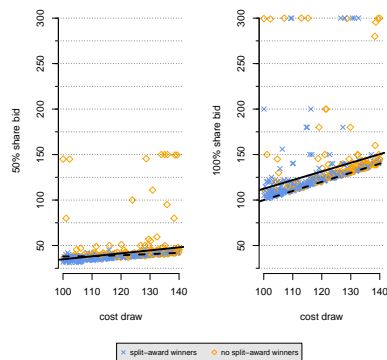 300
250
200
150
100
50
50% share bid
100 110 120 130 140
cost draw
300
250
200
150
100
50
100% share bid
100 110 120 130 140
cost draw
split-award winners no split-award winners